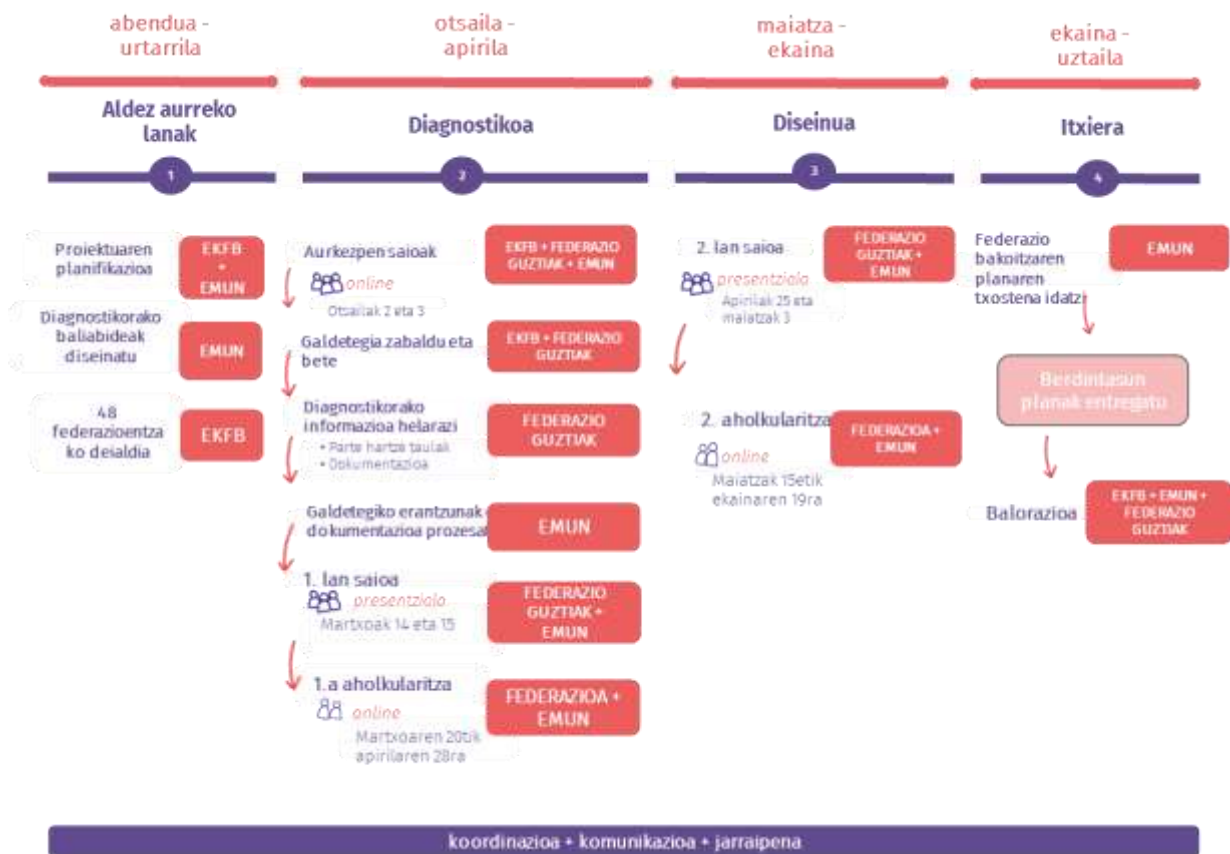 abendua -
urtarrila
Aldez aurreko
lanak
1
Proiektuaren
planifikazioa
EKFB
+
EMUN
Diagnostikorako
baliabideak
diseinatu
EMUN
48
federazioentza
ko deialdia
EKFB
otsaila -
apirila
Diagnostikoa
2
Aurkezpen saioak
online
Otsailak 2 eta 3
EKFB + FEDERAZIO
GUZTIAK + EMUN
Galdetegia zabaldu eta
bete
EKFB + FEDERAZIO
GUZTIAK
Diagnostikorako
informazioa helarazi
• Parte hartze taulak
• Dokumentazioa
FEDERAZIO
GUZTIAK
Galdetegiko erantzunak
dokumentazioa prozesat
EMUN
1. lan saioa
presentziala
Martxoak 14 eta 15
FEDERAZIO
GUZTIAK +
EMUN
1.a aholkularitza
online
Martxoaren 20tik
apirilaren 28ra
FEDERAZIOA +
EMUN
maiatza -
ekaina
Diseinua
3
2. lan saioa
presentziala
Apirilak 25 eta
maiatzak 3
FEDERAZIO
GUZTIAK +
EMUN
2. aholkularitza
online
Maiatzak 15etik
ekainaren 19ra
FEDERAZIOA +
EMUN
ekaina -
uztaila
Itxiera
4
Federazio
bakoitzaren
planaren
txostena idatzi
EMUN
Berdintasun
planak entregatu
Balorazioa
EKFB + EMUN +
FEDERAZIO
GUZTIAK
koordinazioa + komunikazioa + jarraipena